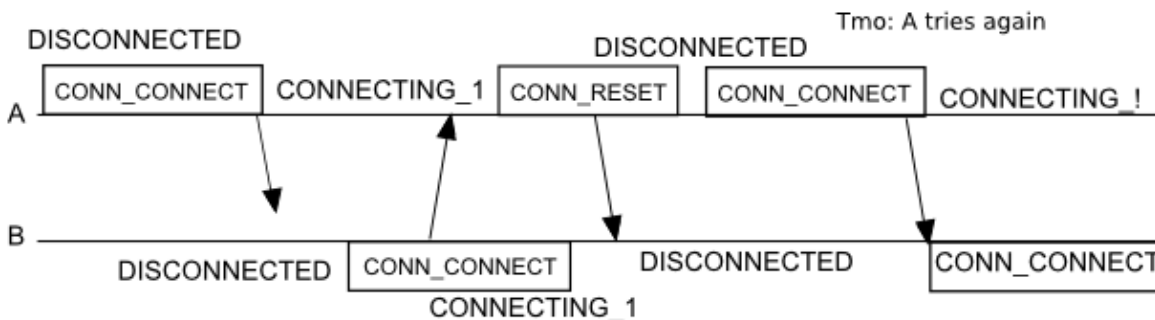 Tmo: A tries again
DISCONNECTED
DISCONNECTED
CONN_CONNECT
CONNECTING_1
CONN_RESET
CONN_CONNECT
CONNECTING_!
A
B
DISCONNECTED
CONN_CONNECT
DISCONNECTED
CONN_CONNECT
CONNECTING_1